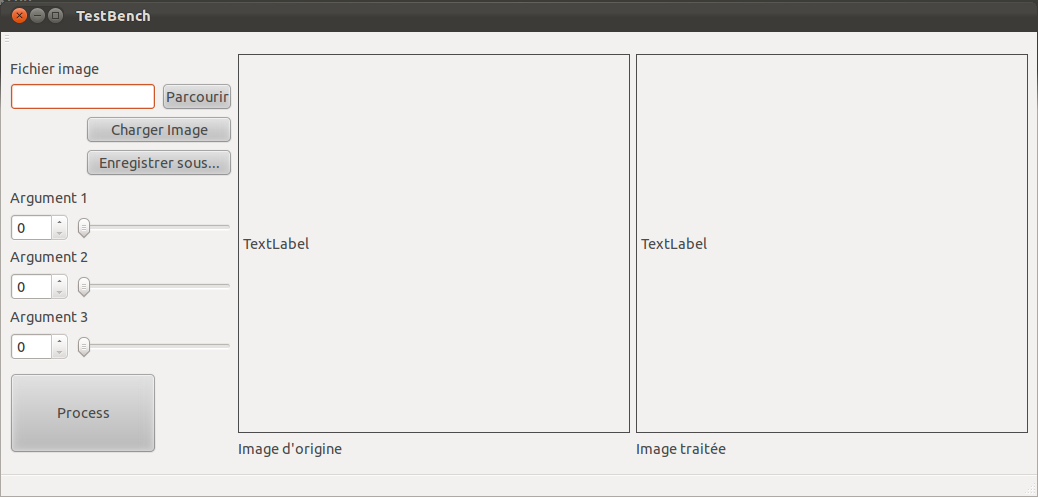 TestBench
Fichier image
Parcourir
Charger Image
Enregistrer sous...
Argument 1
0
Argument 2
0
Argument 3
0
Process
TextLabel
Image d'origine
TextLabel
Image traitée